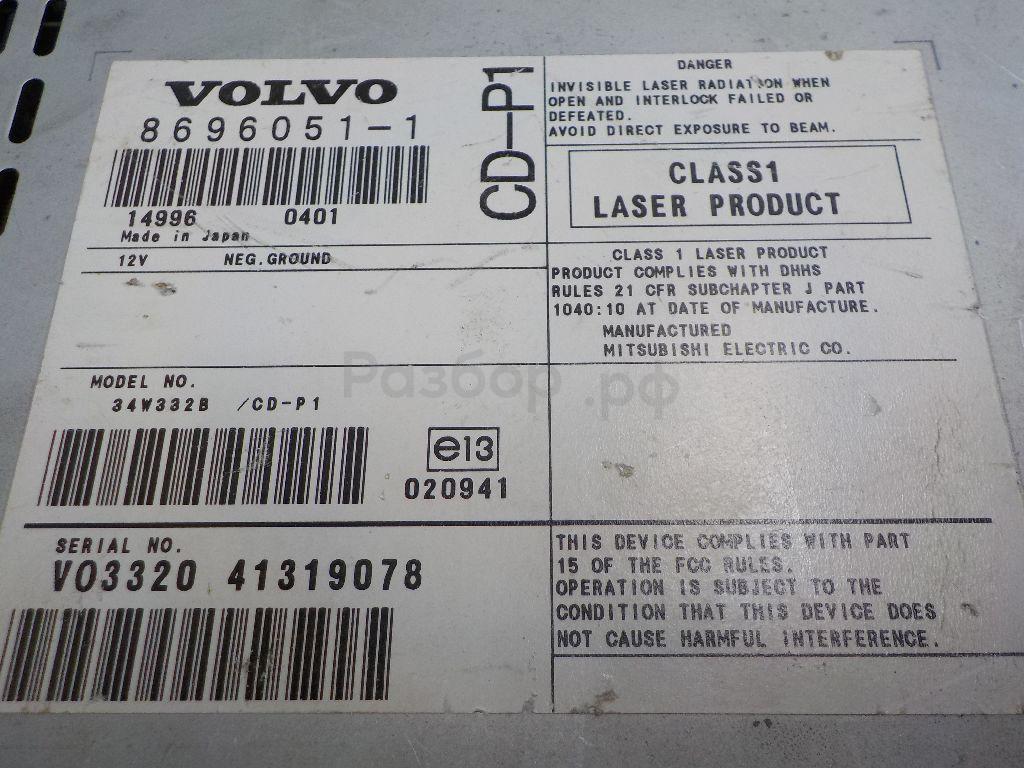 VOLVO
8696051-1
14996 0401
Made in Japan
CD-P1
12V NEG.GROUND
MODEL NO.
34W332B /CD-P1
e13
020941
SERIAL NO.
VO3320 41319078
DANGER
INVISIBLE LASER RADIATION WHEN
OPEN AND INTERLOCK FAILED OR
DEFEATED.
AVOID DIRECT EXPOSURE TO BEAM.
CLASS1
LASER PRODUCT
CLASS 1 LASER PRODUCT
PRODUCT COMPLIES WITH DHHS
RULES 21 CFR SUBCHAPTER J PART
1040:10 AT DATE OF MANUFACTURE.
MANUFACTURED
MITSUBISHI ELECTRIC CO.
THIS DEVICE COMPLIES WITH PART
15 OF THE FCC RULES.
OPERATION IS SUBJECT TO THE
CONDITION THAT THIS DEVICE DOES
NOT CAUSE HARMFUL INTERFERENCE.
Разбор.рф